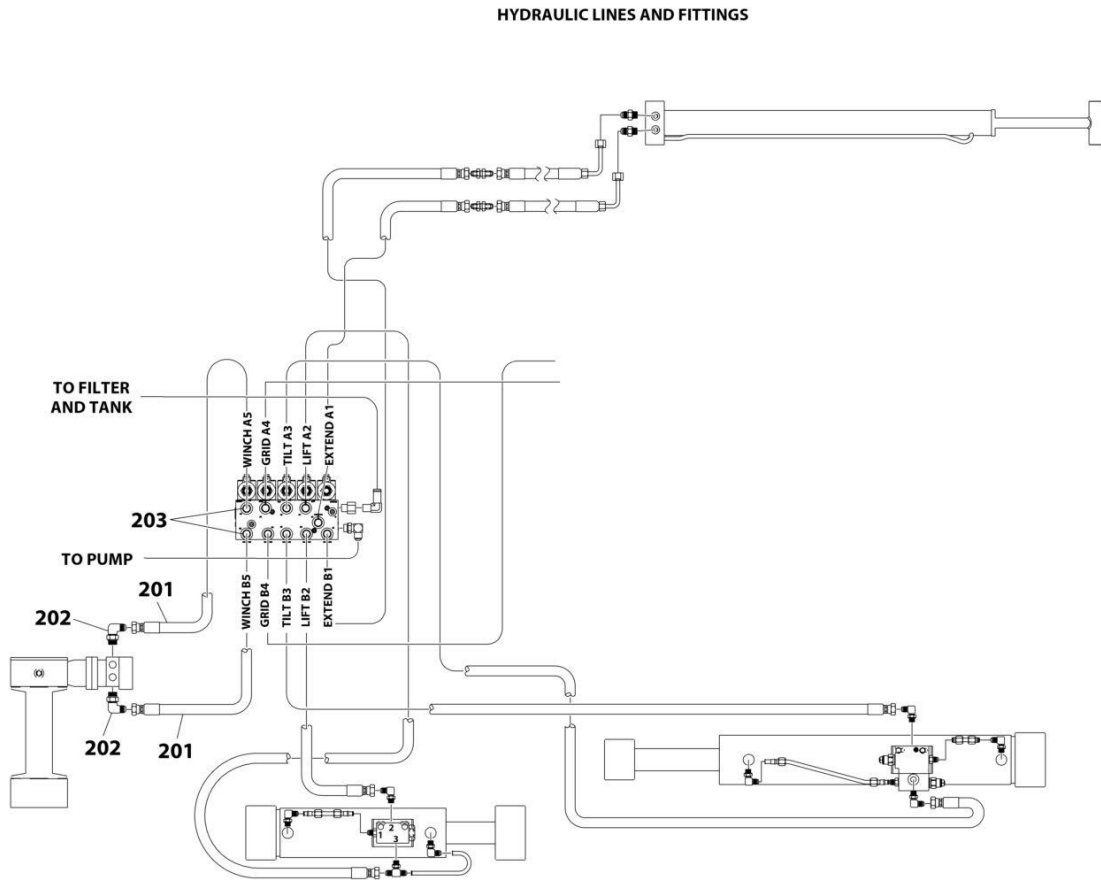 HYDRAULIC LINES AND FITTINGS
TO FILTER
AND TANK
WINCH A5
GRID A4
TILT A3
LIFT A2
EXTEND A1
203
TO PUMP
WINCH B5
GRID B4
TILT B3
LIFT B2
EXTEND B1
201
202
202
201
1
2
3